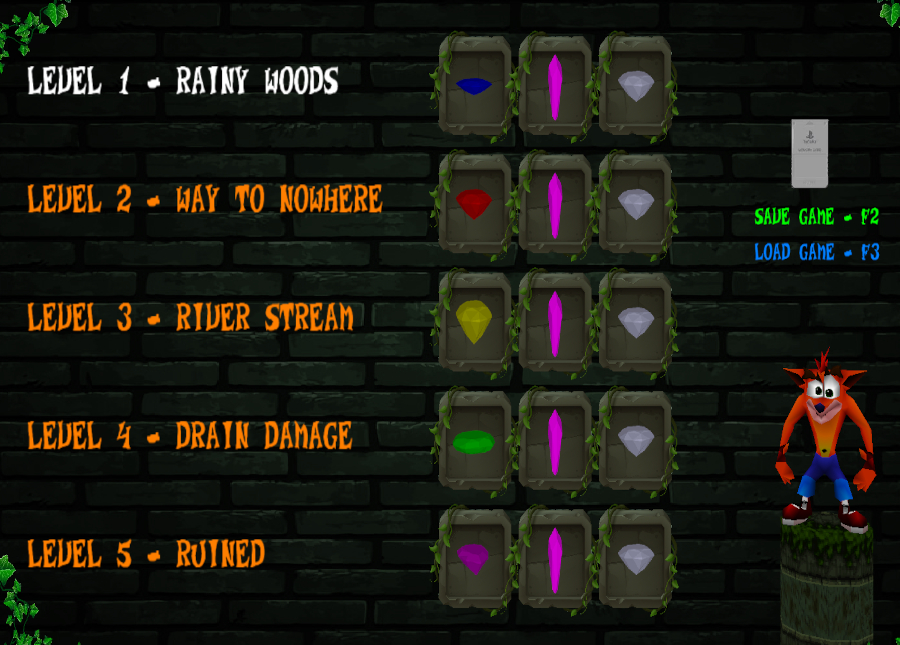 LEVEL 1 - RAINY WOODS
LEVEL 2 - WAY TO NOWHERE
SAVE GAME - F2
LOAD GAME - F3
LEVEL 3 - RIVER STREAM
LEVEL 4 - DRAIN DAMAGE
LEVEL 5 - RUINED